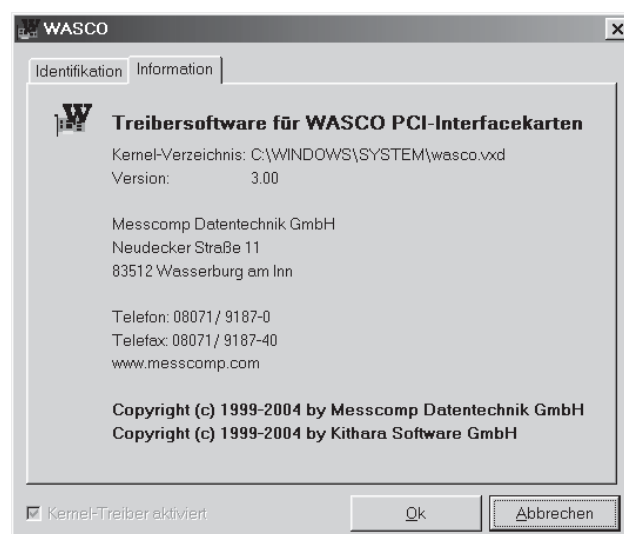 WASCO
Identifikation Information
Treibersoftware für WASCO PCI-Interfacekarten
Kernel-Verzeichnis: C:\WINDOWS\SYSTEM\wasco.vxd
Version: 3.00
Messcomp Datentechnik GmbH
Neudecker Straße 11
83512 Wasserburg am Inn
Telefon: 08071/ 9187-0
Telefax: 08071/ 9187-40
www.messcomp.com
Copyright (c) 1999-2004 by Messcomp Datentechnik GmbH
Copyright (c) 1999-2004 by Kithara Software GmbH
Kernel-Treiber aktiviert Ok Abbrechen